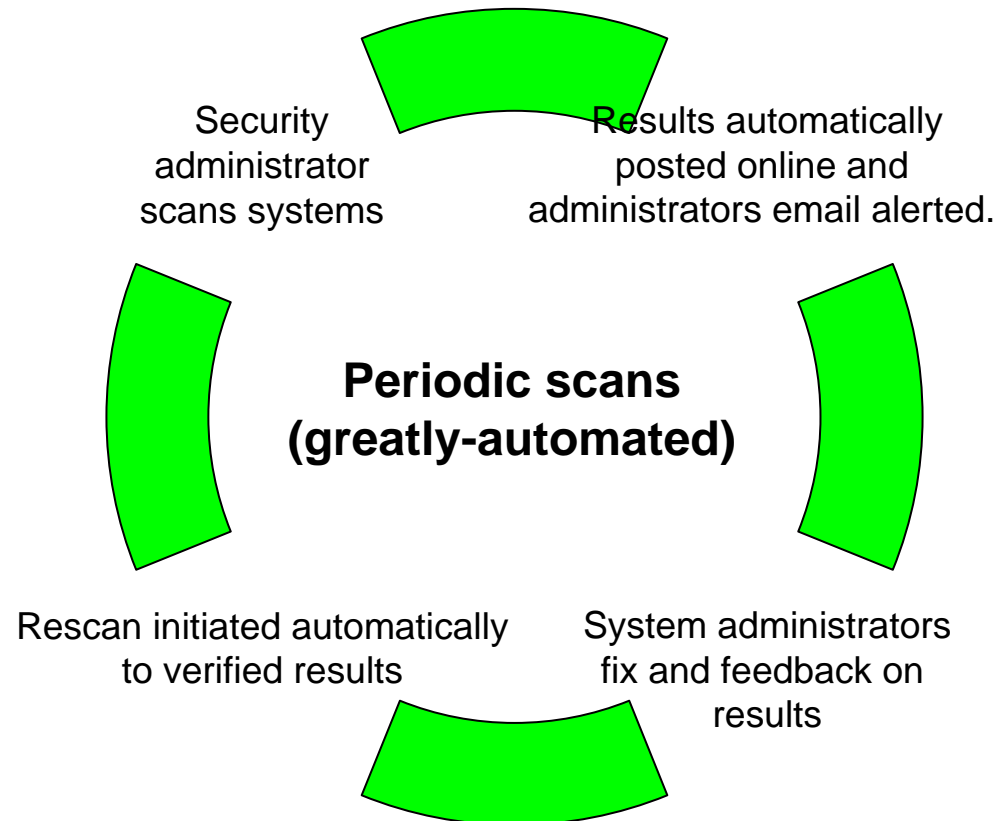 Security
administrator
scans systems
Results automatically
posted online and
administrators email alerted.
Periodic scans
(greatly-automated)
Rescan initiated automatically
to verified results
System administrators
fix and feedback on
results